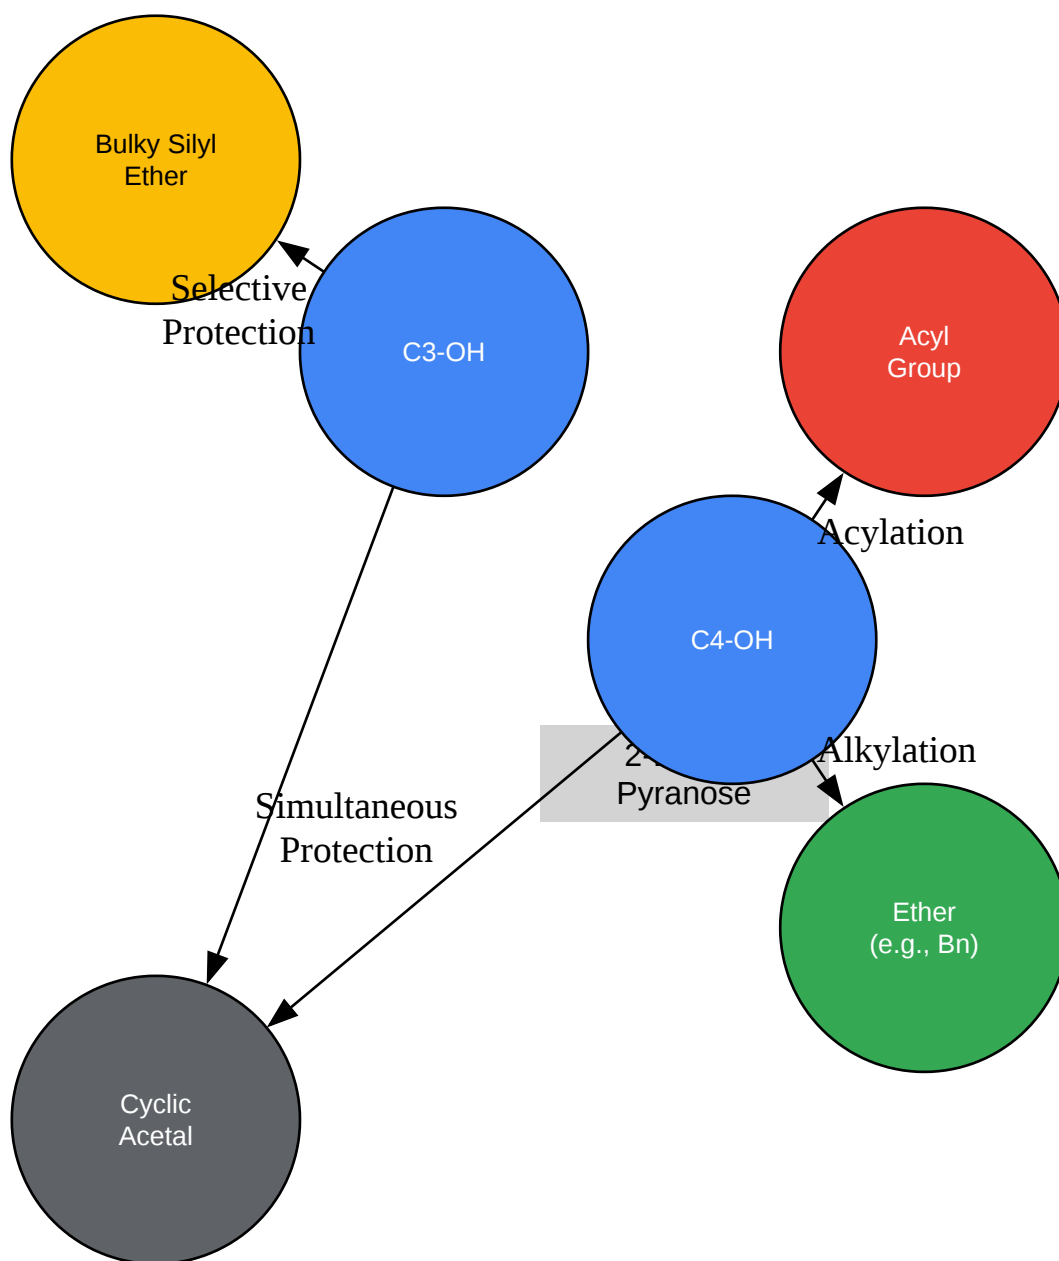 Bulky Silyl
Ether
Selective
Protection
C3-OH
Acyl
Group
Acylation
C4-OH
Alkylation
Pyranose
Simultaneous
Protection
Ether
(e.g., Bn)
Cyclic
Acetal